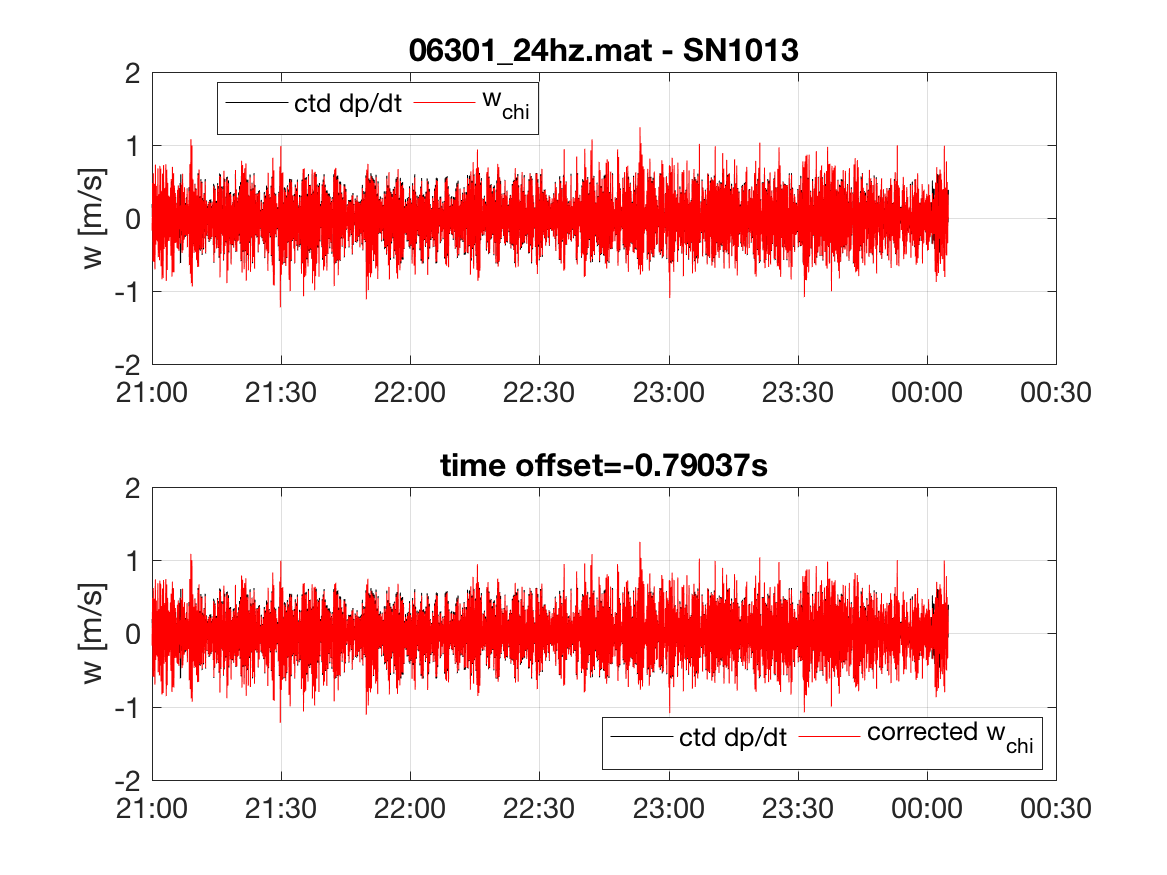 06301_24hz.mat - SN1013
2
1
0
-1
-2
w [m/s]
ctd dp/dt w_chi
21:00 21:30 22:00 22:30 23:00 23:30 00:00 00:30
time offset=-0.79037s
2
1
0
-1
-2
w [m/s]
ctd dp/dt corrected w_chi
21:00 21:30 22:00 22:30 23:00 23:30 00:00 00:30